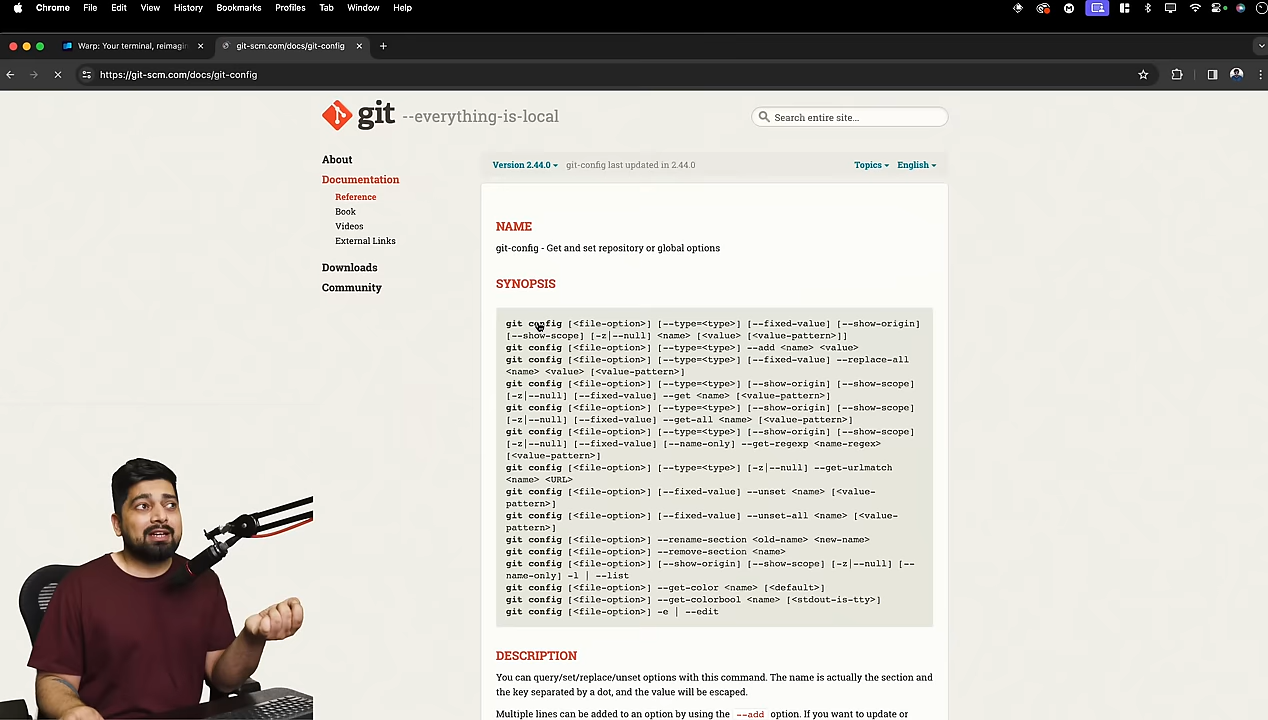 Chrome File Edit View History Bookmarks Profiles Tab Window Help
Warp: Your terminal, reimagin
git-scm.com/docs/git-config
https://git-scm.com/docs/git-config
git --everything-is-local
Search entire site...
About
Documentation
Reference
Book
Videos
External Links
Downloads
Community
Version 2.44.0 git-config last updated in 2.44.0 Topics English
NAME
git-config - Get and set repository or global options
SYNOPSIS
git config [<file-option>] [--type=<type>] [--fixed-value] [--show-origin]
[--show-scope] [-z|--null] <name> [<value> [<value-pattern>]]
git config [<file-option>] [--type=<type>] --add <name> <value>
git config [<file-option>] [--type=<type>] [--fixed-value] --replace-all
<name> <value> [<value-pattern>]
git config [<file-option>] [--type=<type>] [--show-origin] [--show-scope]
[-z|--null] [--fixed-value] --get <name> [<value-pattern>]
git config [<file-option>] [--type=<type>] [--show-origin] [--show-scope]
[-z|--null] [--fixed-value] --get-all <name> [<value-pattern>]
git config [<file-option>] [--type=<type>] [--show-origin] [--show-scope]
[-z|--null] [--fixed-value] [--name-only] --get-regexp <name-regex>
[<value-pattern>]
git config [<file-option>] [--type=<type>] [-z|--null] --get-urlmatch
<name> <URL>
git config [<file-option>] [--fixed-value] --unset <name> [<value-
pattern>]
git config [<file-option>] [--fixed-value] --unset-all <name> [<value-
pattern>]
git config [<file-option>] --rename-section <old-name> <new-name>
git config [<file-option>] --remove-section <name>
git config [<file-option>] [--show-origin] [--show-scope] [-z|--null] [--
name-only] -l | --list
git config [<file-option>] --get-color <name> [<default>]
git config [<file-option>] --get-colorbool <name> [<stdout-is-tty>]
git config [<file-option>] -e | --edit
DESCRIPTION
You can query/set/replace/unset options with this command. The name is actually the section and
the key separated by a dot, and the value will be escaped.
Multiple lines can be added to an option by using the --add option. If you want to update or